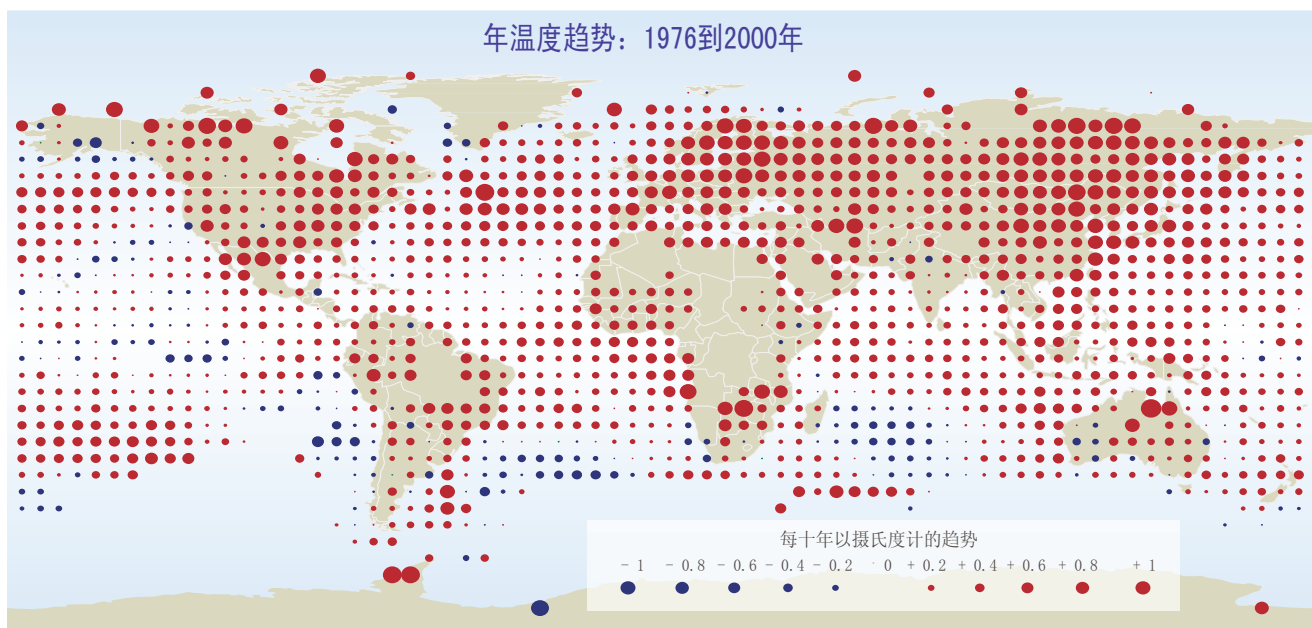 年温度趋势：1976到2000年
每十年以摄氏度计的趋势
- 1 - 0.8 - 0.6 - 0.4 - 0.2 0 + 0.2 + 0.4 + 0.6 + 0.8 + 1